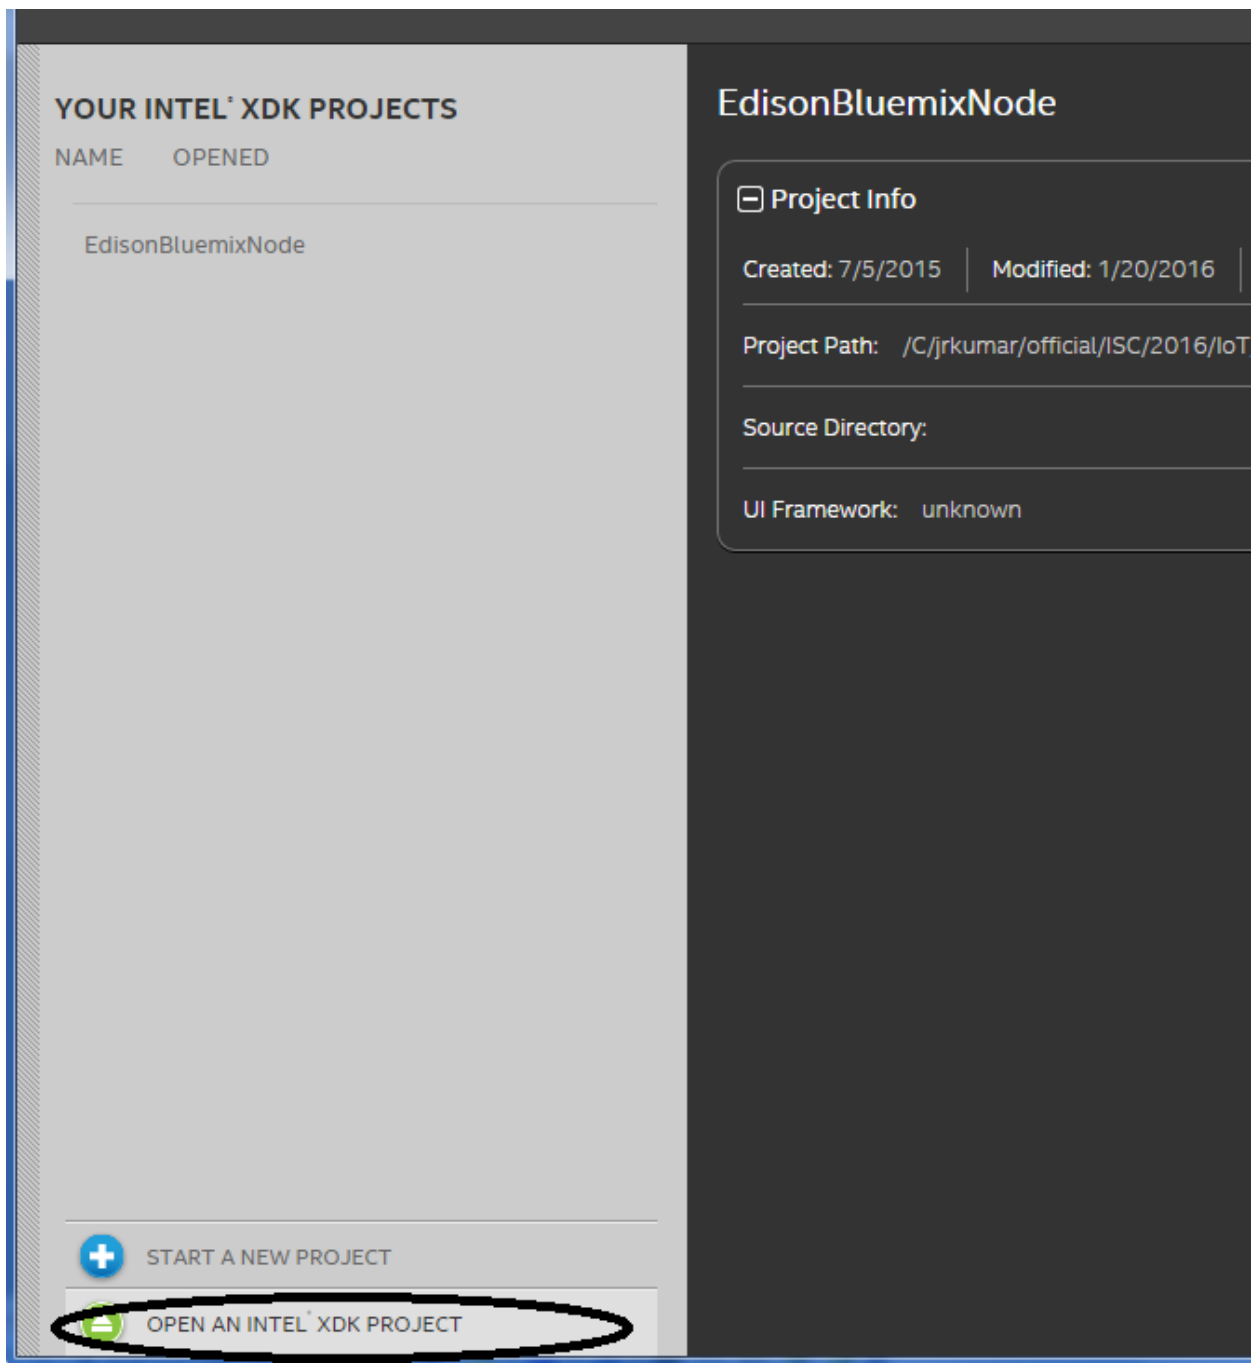 YOUR INTEL® XDK PROJECTS
NAME OPENED
EdisonBluemixNode
START A NEW PROJECT
OPEN AN INTEL® XDK PROJECT
EdisonBluemixNode
Project Info
Created: 7/5/2015 Modified: 1/20/2016
Project Path: /C/jrkumar/official/ISC/2016/IoT
Source Directory:
UI Framework: unknown